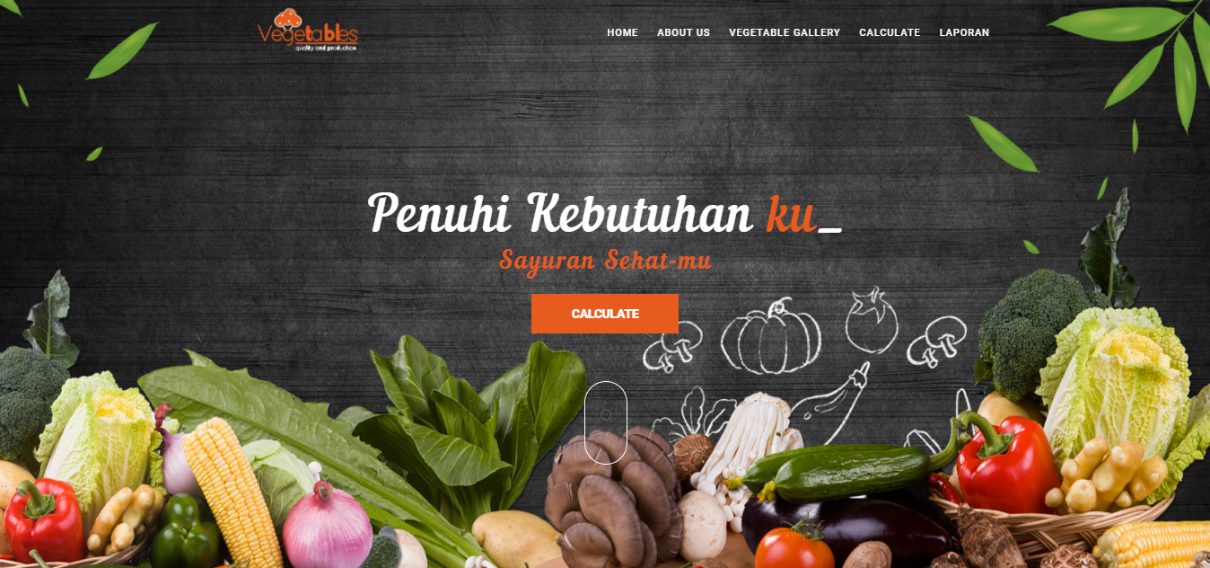 Vegetables
quality and production
HOME ABOUT US VEGETABLE GALLERY CALCULATE LAPORAN
Penuhi Kebutuhan ku_
Sayuran Sehat-mu
CALCULATE